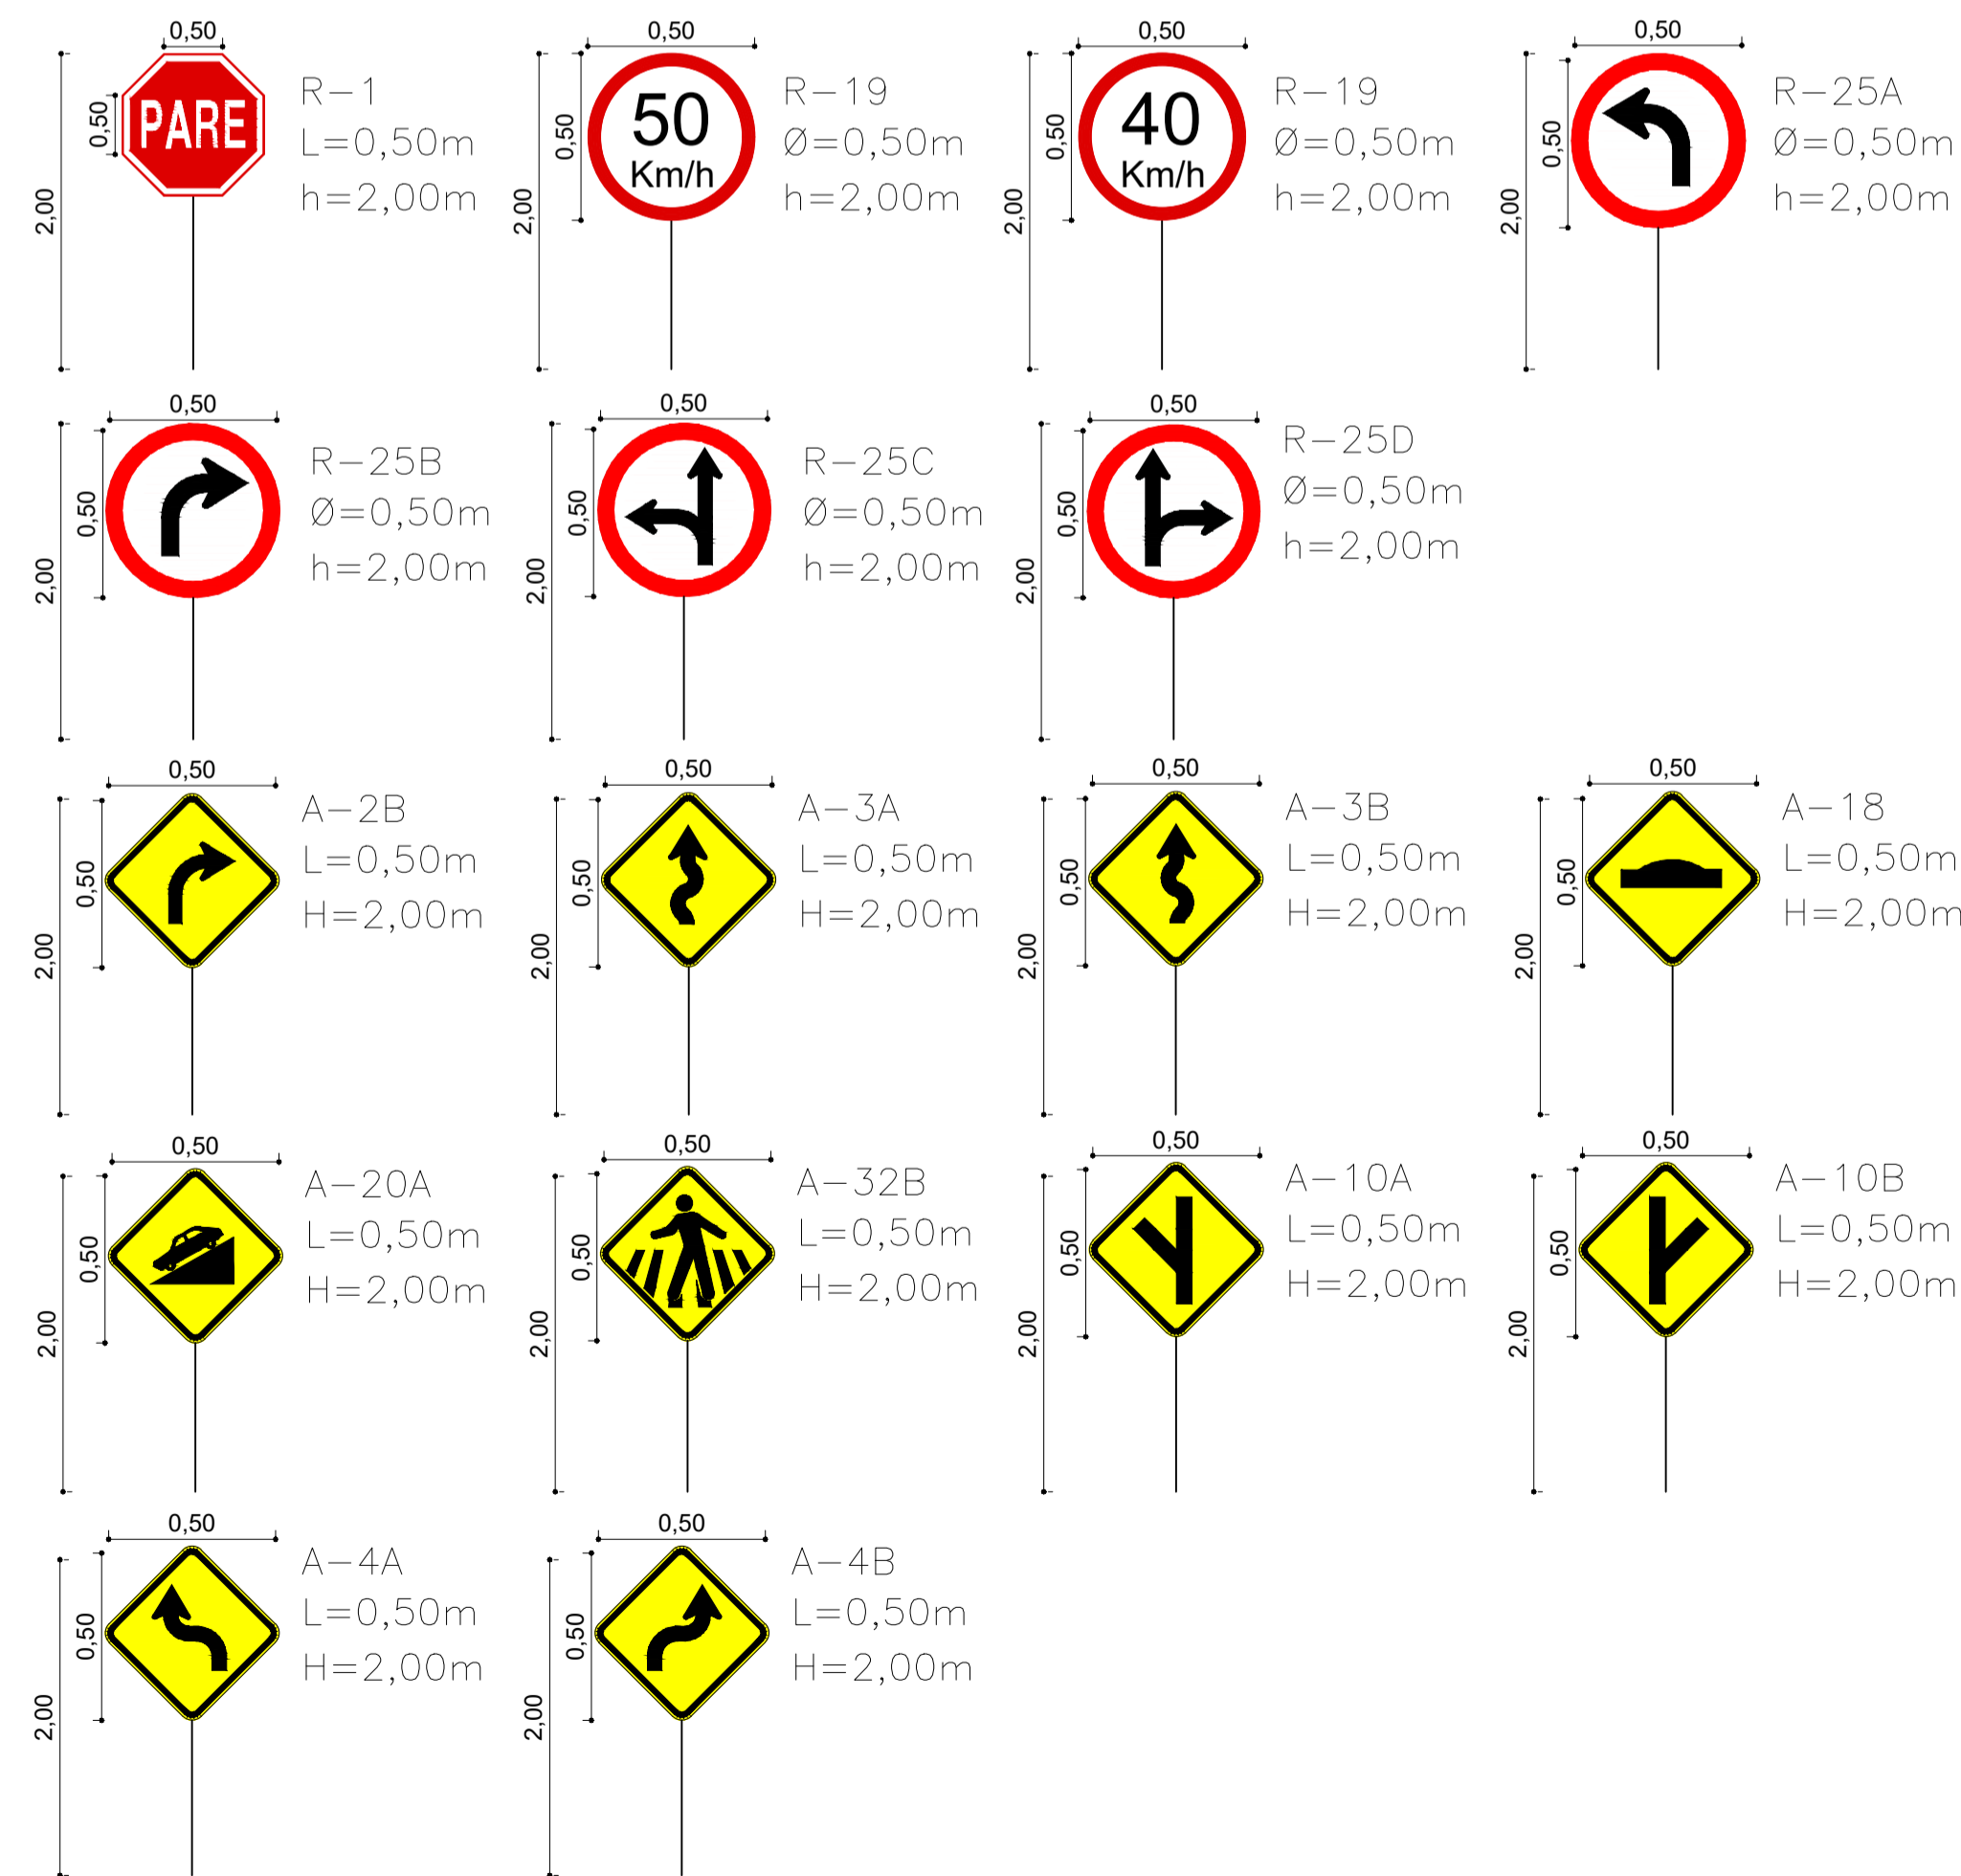 0,50
0,50
2,00
PARE
R-1
L=0,50m
h=2,00m
0,50
0,50
2,00
50
Km/h
R-19
Ø=0,50m
h=2,00m
0,50
0,50
2,00
40
Km/h
R-19
Ø=0,50m
h=2,00m
0,50
0,50
2,00
R-25A
Ø=0,50m
h=2,00m
0,50
0,50
2,00
R-25B
Ø=0,50m
h=2,00m
0,50
0,50
2,00
R-25C
Ø=0,50m
h=2,00m
0,50
0,50
2,00
R-25D
Ø=0,50m
h=2,00m
0,50
0,50
2,00
A-2B
L=0,50m
H=2,00m
0,50
0,50
2,00
A-3A
L=0,50m
H=2,00m
0,50
0,50
2,00
A-3B
L=0,50m
H=2,00m
0,50
0,50
2,00
A-18
L=0,50m
H=2,00m
0,50
0,50
2,00
A-20A
L=0,50m
H=2,00m
0,50
0,50
2,00
A-32B
L=0,50m
H=2,00m
0,50
0,50
2,00
A-10A
L=0,50m
H=2,00m
0,50
0,50
2,00
A-10B
L=0,50m
H=2,00m
0,50
0,50
2,00
A-4A
L=0,50m
H=2,00m
0,50
0,50
2,00
A-4B
L=0,50m
H=2,00m